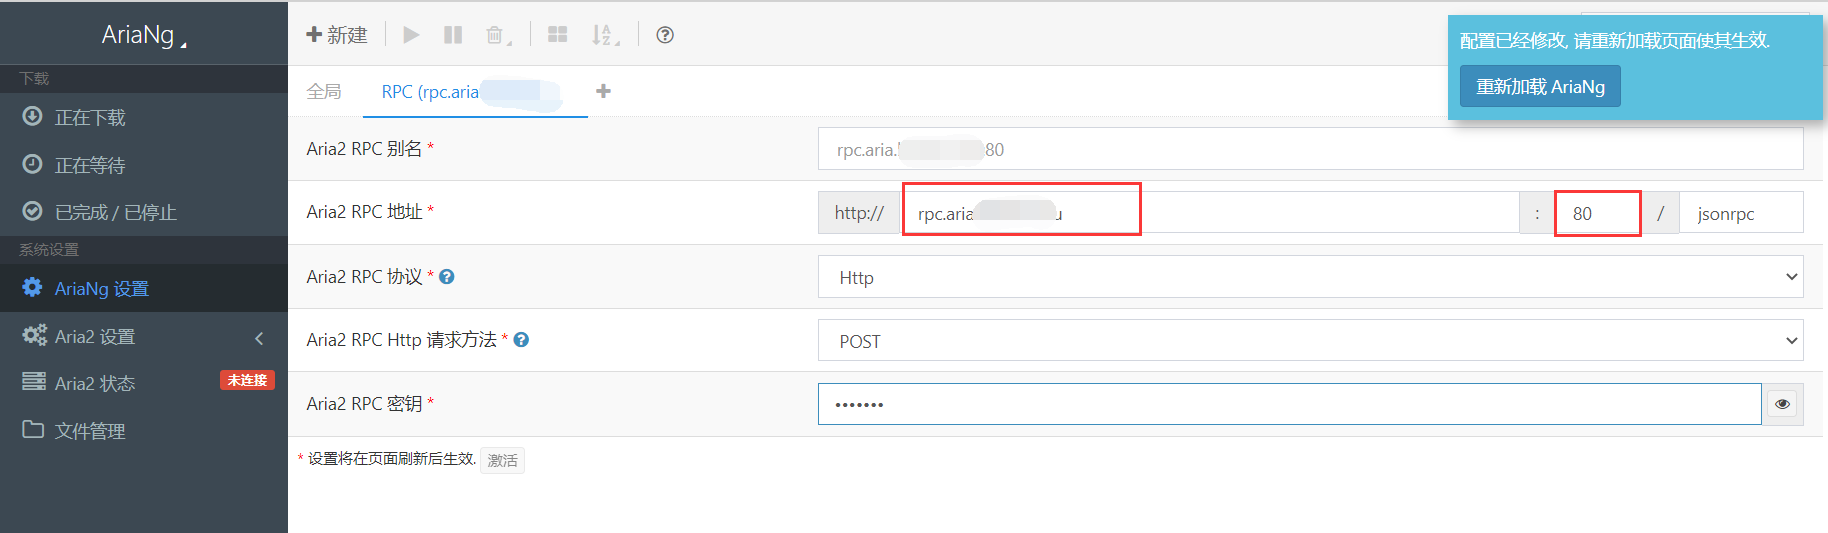 AriaNg
新建
下载
正在下载
正在等待
已完成 / 已停止
系统设置
AriaNg 设置
Aria2 设置
Aria2 状态 未连接
文件管理
配置已经修改, 请重新加载页面使其生效.
重新加载 AriaNg
全局 RPC (rpc.aria
Aria2 RPC 别名 * rpc.aria. 80
Aria2 RPC 地址 * http:// rpc.aria u : 80 / jsonrpc
Aria2 RPC 协议 * Http
Aria2 RPC Http 请求方法 * POST
Aria2 RPC 密钥 * •••••••
* 设置将在页面刷新后生效. 激活